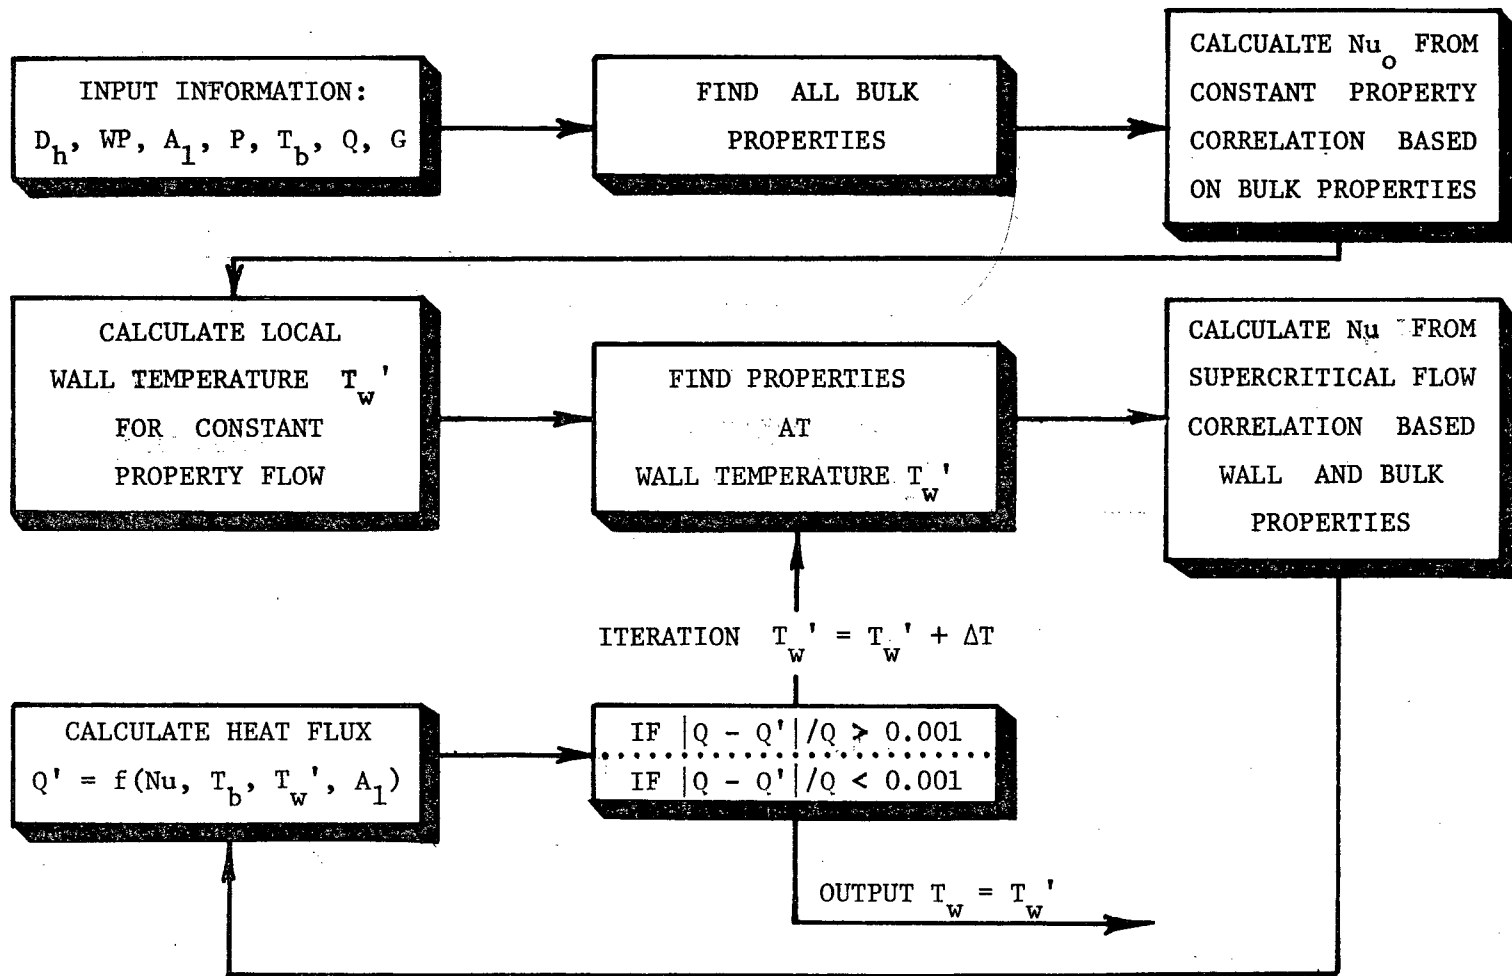 INPUT INFORMATION:
D_h, WP, A_1, P, T_b, Q, G
FIND ALL BULK
PROPERTIES
CALCUALTE Nu_o FROM
CONSTANT PROPERTY
CORRELATION BASED
ON BULK PROPERTIES
CALCULATE LOCAL
WALL TEMPERATURE T_w'
FOR CONSTANT
PROPERTY FLOW
FIND PROPERTIES
AT
WALL TEMPERATURE T_w'
CALCULATE Nu FROM
SUPERCRITICAL FLOW
CORRELATION BASED
WALL AND BULK
PROPERTIES
ITERATION T_w' = T_w' + ΔT
CALCULATE HEAT FLUX
Q' = f(Nu, T_b, T_w', A_1)
IF |Q - Q'|/Q > 0.001
IF |Q - Q'|/Q < 0.001
OUTPUT T_w = T_w'